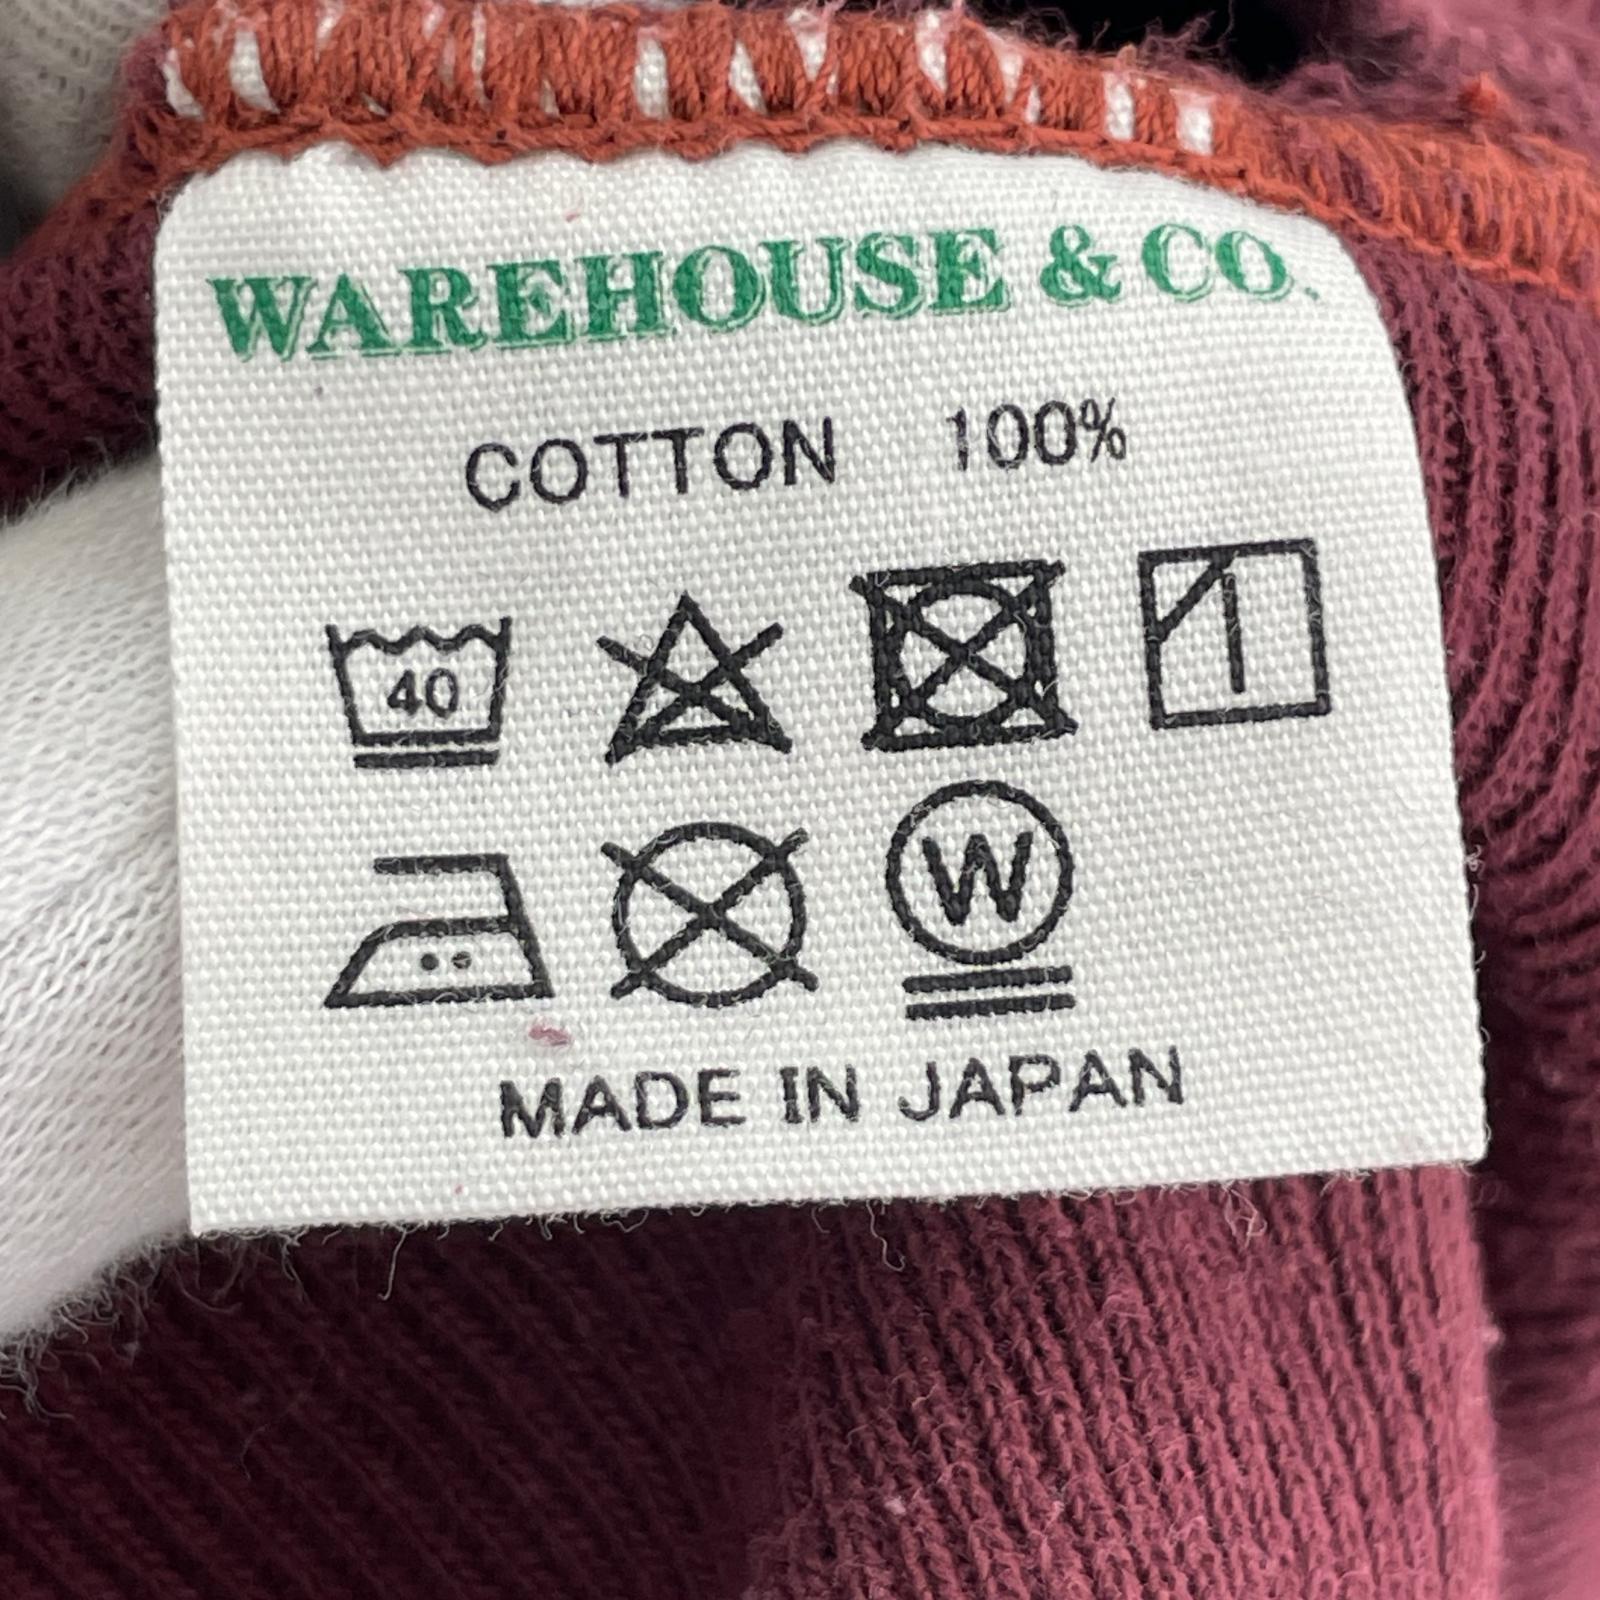 WAREHOUSE & CO.
COTTON 100%
40
W
MADE IN JAPAN